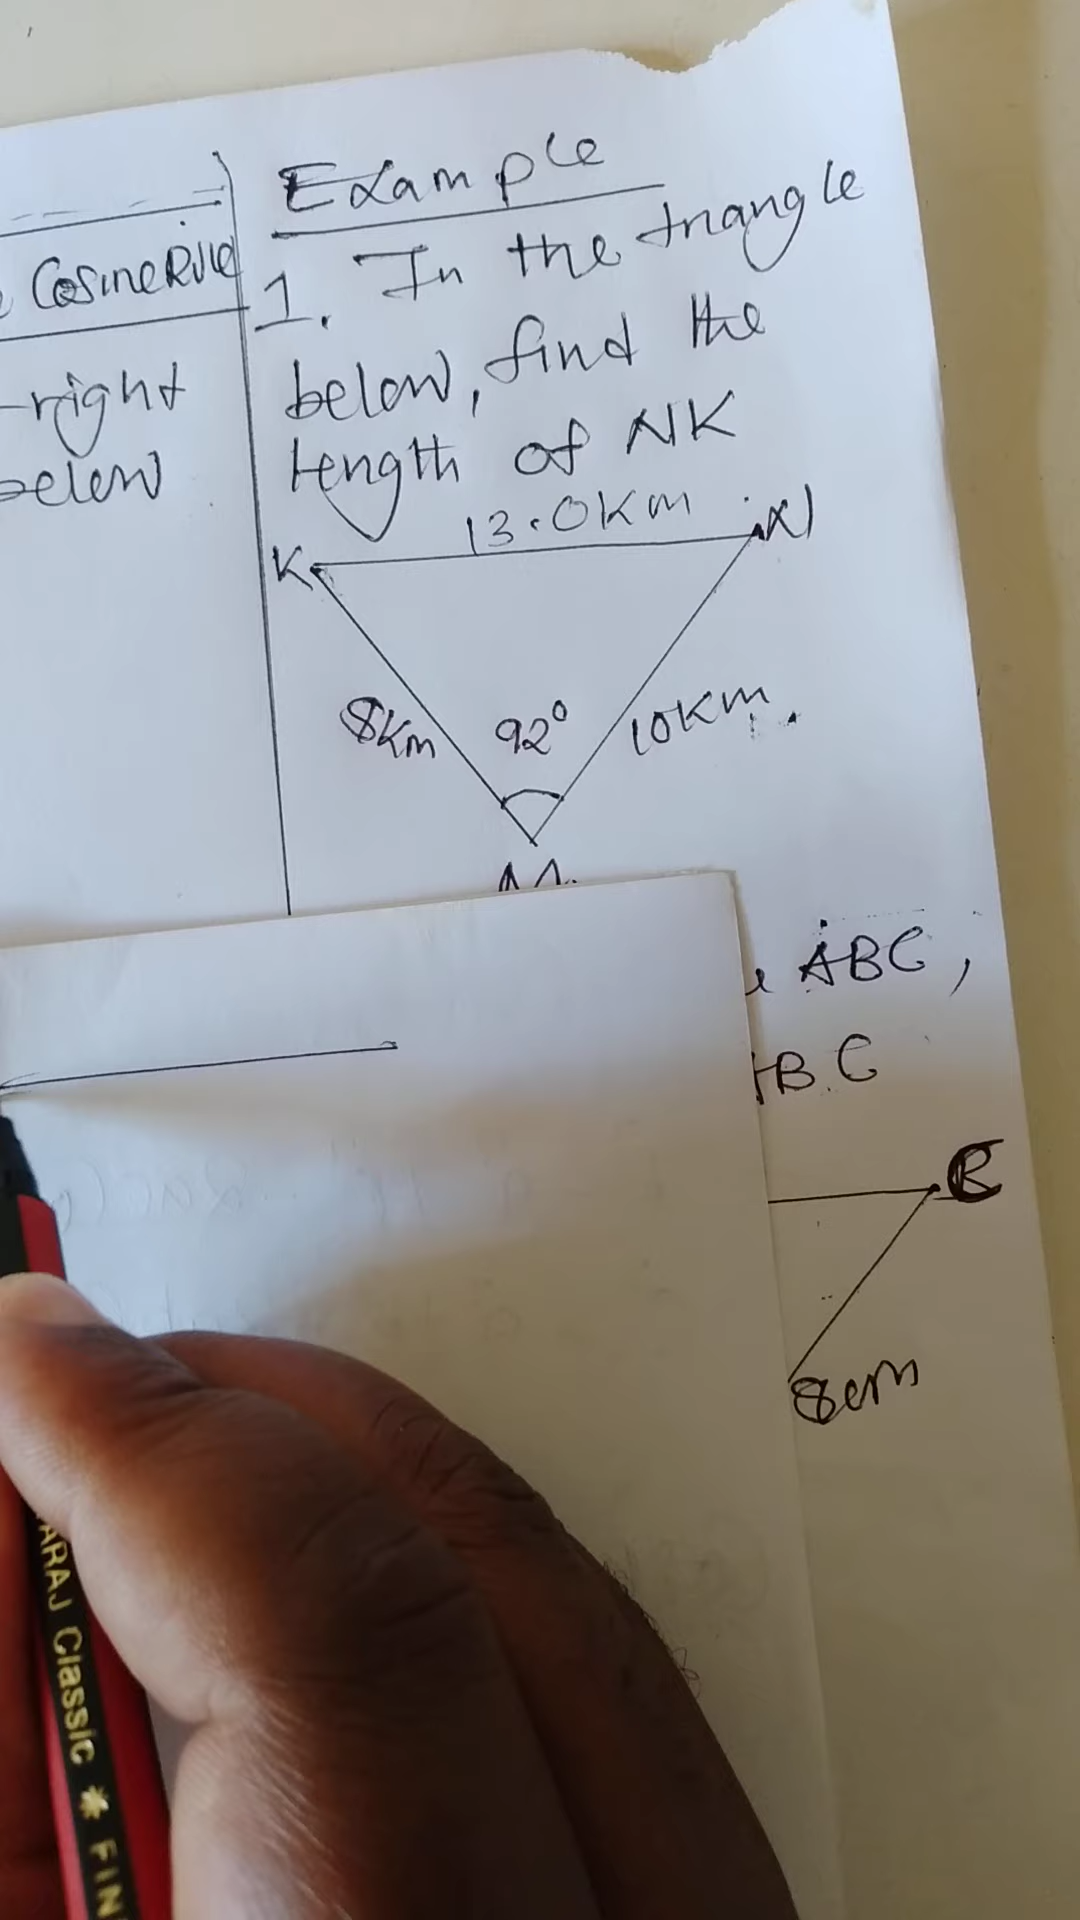 Cosine Rule
-right
below
Example
1. In the triangle
below, find the
length of NK
13.0Km
K
N
8Km
92°
10Km
M
ABC,
BC
C
8cm
ARAJ Classic * FIN